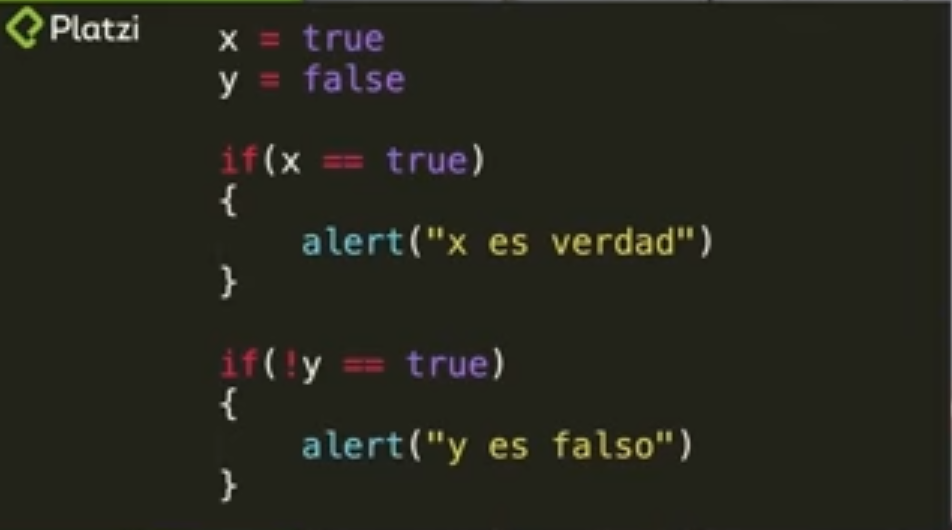 Platzi
x = true
y = false
if(x == true)
{
alert("x es verdad")
}
if(!y == true)
{
alert("y es falso")
}